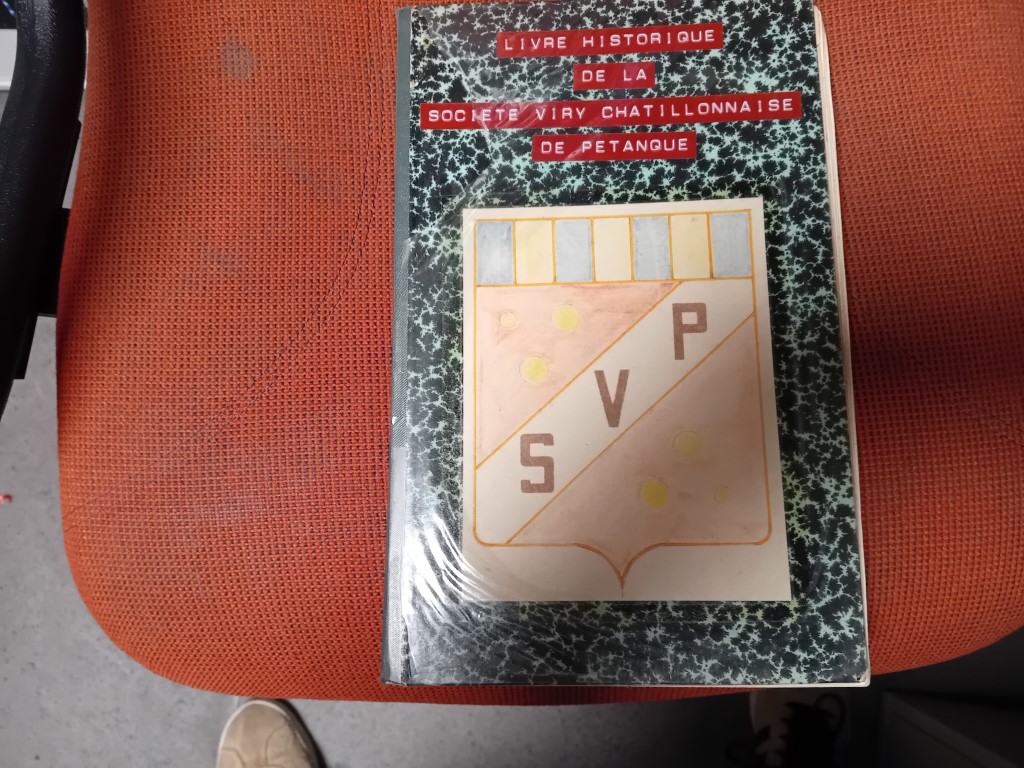 LIVRE HISTORIQUE
DE LA
SOCIETE VIRY CHATILLONNAISE
DE PETANQUE
S V P